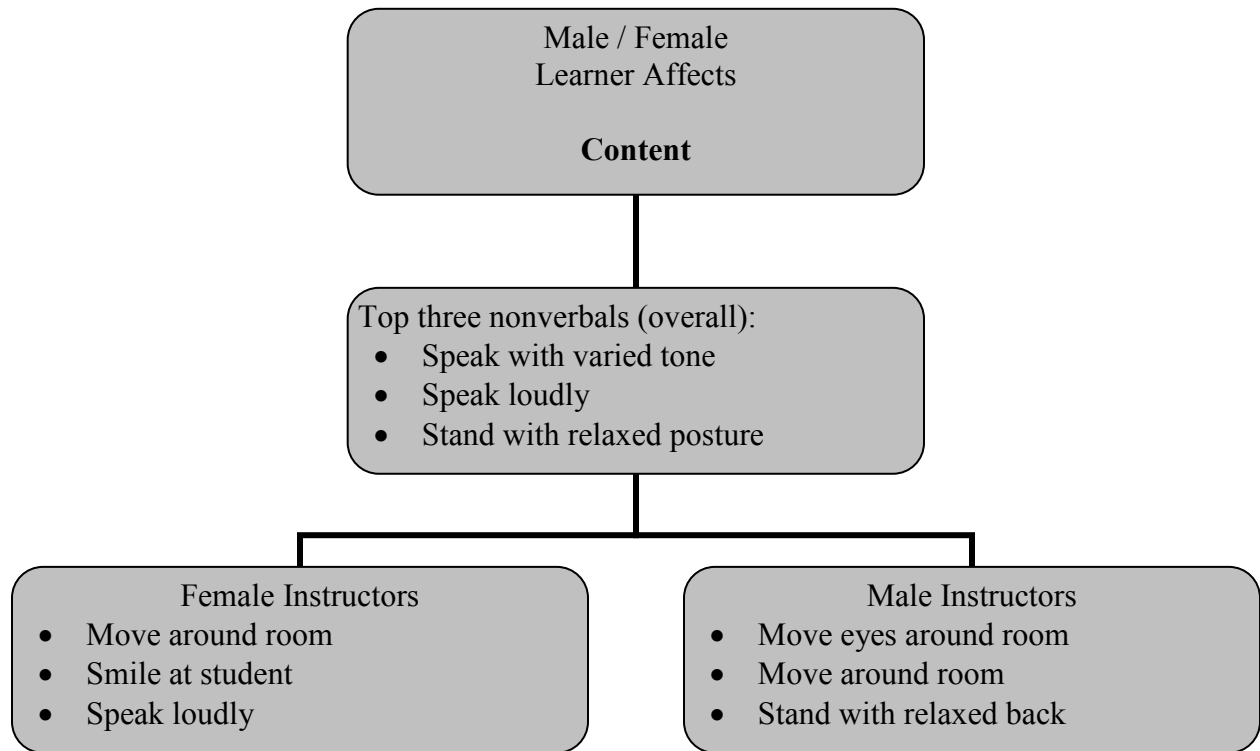 Male / Female
Learner Affects
Content
Top three nonverbals (overall):
• Speak with varied tone
• Speak loudly
• Stand with relaxed posture
Female Instructors
• Move around room
• Smile at student
• Speak loudly
Male Instructors
• Move eyes around room
• Move around room
• Stand with relaxed back